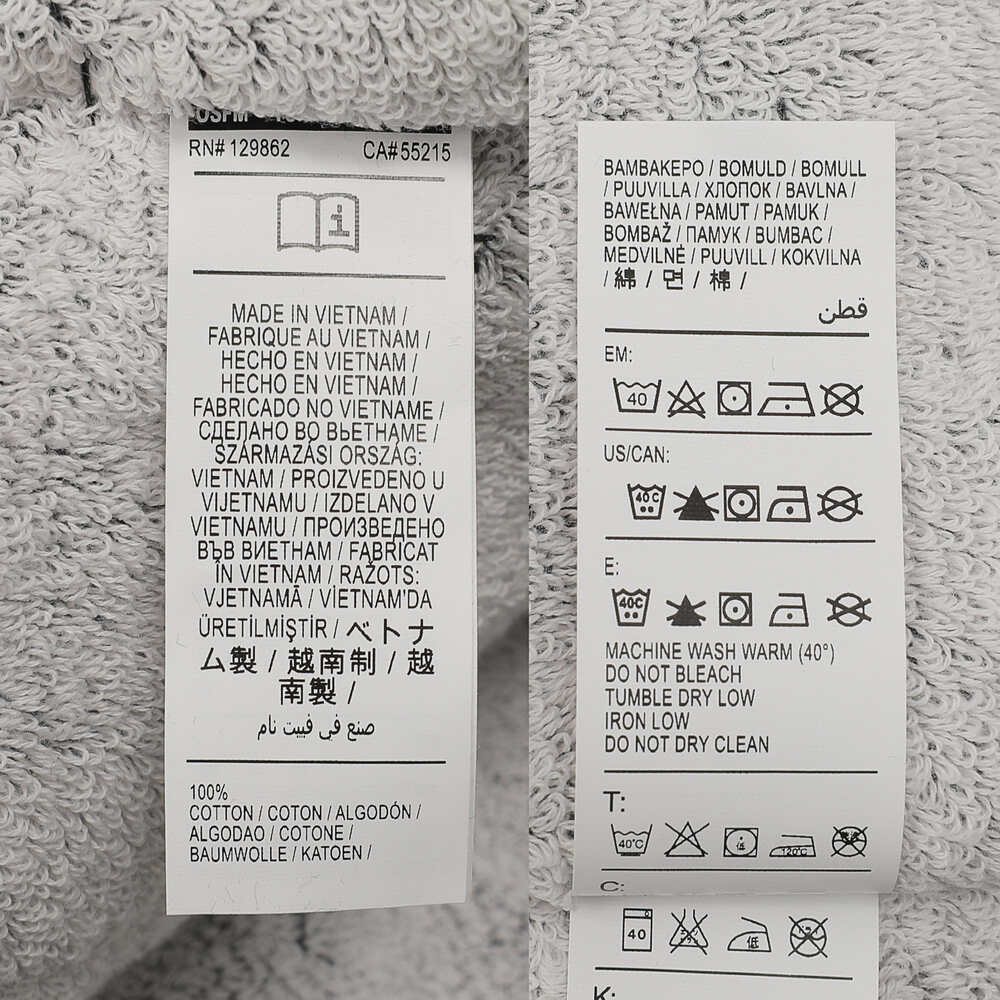 RN# 129862 CA#55215
MADE IN VIETNAM /
FABRIQUE AU VIETNAM /
HECHO EN VIETNAM /
HECHO EN VIETNAM /
FABRICADO NO VIETNAME /
СДЕЛАНО ВО ВЬЕТНАМЕ /
SZÁRMAZÁSI ORSZÁG:
VIETNAM / PROIZVEDENO U
VIJETNAMU / IZDELANO V
VIETNAMU / ПРОИЗВЕДЕНО
ВЪВ ВИЕТНАМ / FABRICAT
ÎN VIETNAM / RAŽOTS:
VJETNAMĀ / VİETNAM'DA
ÜRETİLMİŞTİR / ベトナ
ム製 / 越南制 / 越
南製 /
صنع في فييت نام
100%
COTTON / COTON / ALGODÓN /
ALGODAO / COTONE /
BAUMWOLLE / KATOEN /
ΒΑΜΒΑΚΕΡΟ / BOMULD / BOMULL
/ PUUVILLA / ХЛОПОК / BAVLNA /
BAWEŁNA / PAMUT / PAMUK /
BOMBAŽ / ПАМУК / BUMBAC /
MEDVILNĖ / PUUVILL / KOKVILNA
/ 綿 / 면 / 棉 /
قطن
EM:
40
US/CAN:
40 C
E:
40C
MACHINE WASH WARM (40°)
DO NOT BLEACH
TUMBLE DRY LOW
IRON LOW
DO NOT DRY CLEAN
T:
40°C 低 120°C
C:
40 低
K: